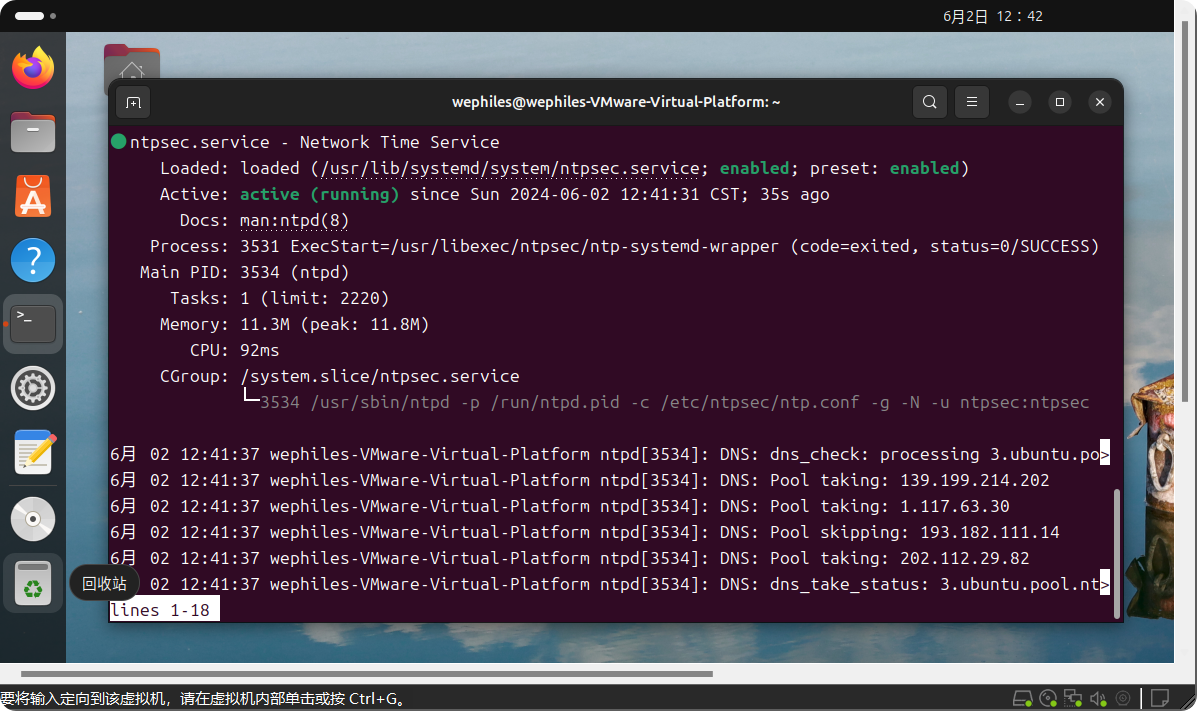 6月2日 12：42
wephiles@wephiles-VMware-Virtual-Platform: ~
ntpsec.service - Network Time Service
Loaded: loaded (/usr/lib/systemd/system/ntpsec.service; enabled; preset: enabled)
Active: active (running) since Sun 2024-06-02 12:41:31 CST; 35s ago
Docs: man:ntpd(8)
Process: 3531 ExecStart=/usr/libexec/ntpsec/ntp-systemd-wrapper (code=exited, status=0/SUCCESS)
Main PID: 3534 (ntpd)
Tasks: 1 (limit: 2220)
Memory: 11.3M (peak: 11.8M)
CPU: 92ms
CGroup: /system.slice/ntpsec.service
└─3534 /usr/sbin/ntpd -p /run/ntpd.pid -c /etc/ntpsec/ntp.conf -g -N -u ntpsec:ntpsec
6月 02 12:41:37 wephiles-VMware-Virtual-Platform ntpd[3534]: DNS: dns_check: processing 3.ubuntu.po>
6月 02 12:41:37 wephiles-VMware-Virtual-Platform ntpd[3534]: DNS: Pool taking: 139.199.214.202
6月 02 12:41:37 wephiles-VMware-Virtual-Platform ntpd[3534]: DNS: Pool taking: 1.117.63.30
6月 02 12:41:37 wephiles-VMware-Virtual-Platform ntpd[3534]: DNS: Pool skipping: 193.182.111.14
6月 02 12:41:37 wephiles-VMware-Virtual-Platform ntpd[3534]: DNS: Pool taking: 202.112.29.82
回收站 02 12:41:37 wephiles-VMware-Virtual-Platform ntpd[3534]: DNS: dns_take_status: 3.ubuntu.pool.nt>
lines 1-18
要将输入定向到该虚拟机，请在虚拟机内部单击或按 Ctrl+G。